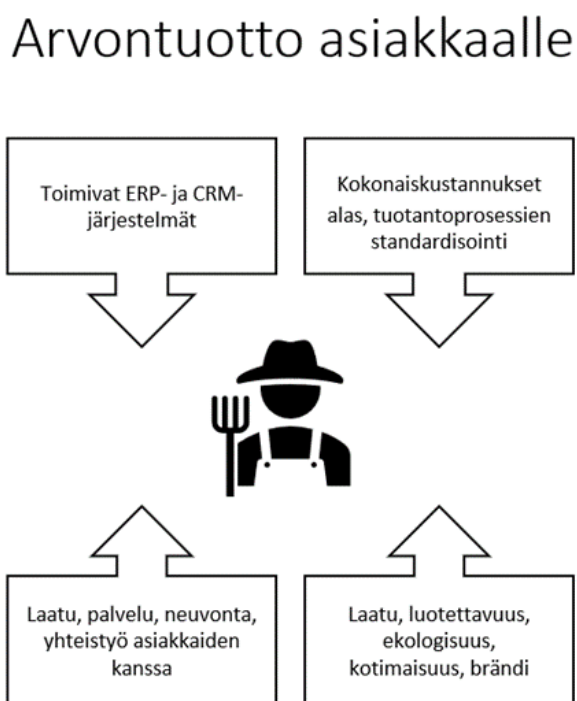 Arvontuotto asiakkaalle
Toimivat ERP- ja CRM-
järjestelmät
Kokonaiskustannukset
alas, tuotantoprosessien
standardisointi
Laatu, palvelu, neuvonta,
yhteistyö asiakkaiden
kanssa
Laatu, luotettavuus,
ekologisuus,
kotimaisuus, brändi